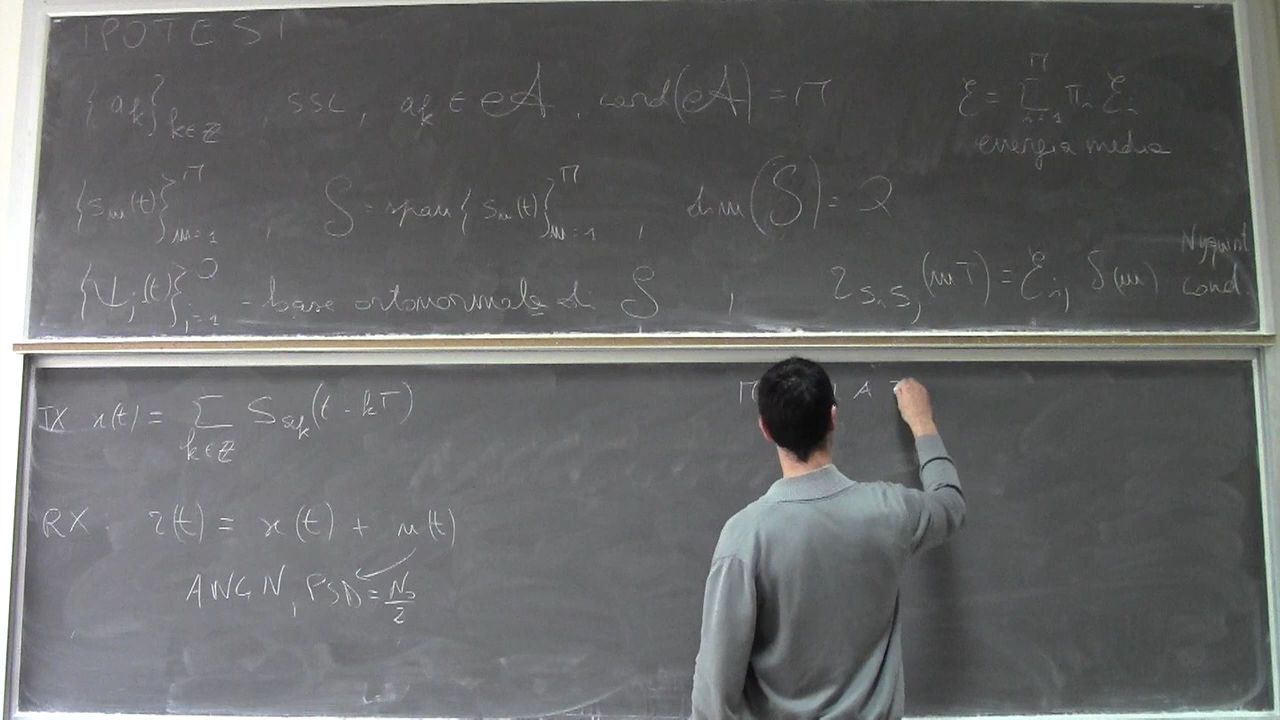 IPOTESI
{a_k}_{k∈ℤ} , SSL , a_k ∈ 𝒜 , card(𝒜) = M
ℰ = Σ_{n=1}^{M} π_n ℰ_n
energia media
{s_m(t)}_{m=1}^{M} , S = span{s_m(t)}_{m=1}^{M} , dim(S) = Q
{ψ_j(t)}_{j=1}^{Q} - base ortonormale di S , r_{s_i s_j}(mT) = ℰ_{ij} δ(m) Nyquist cond.
TX x(t) = Σ_{k∈ℤ} S_{a_k}(t - kT)
RX r(t) = x(t) + n(t)
AWGN, PSD = N_0/2